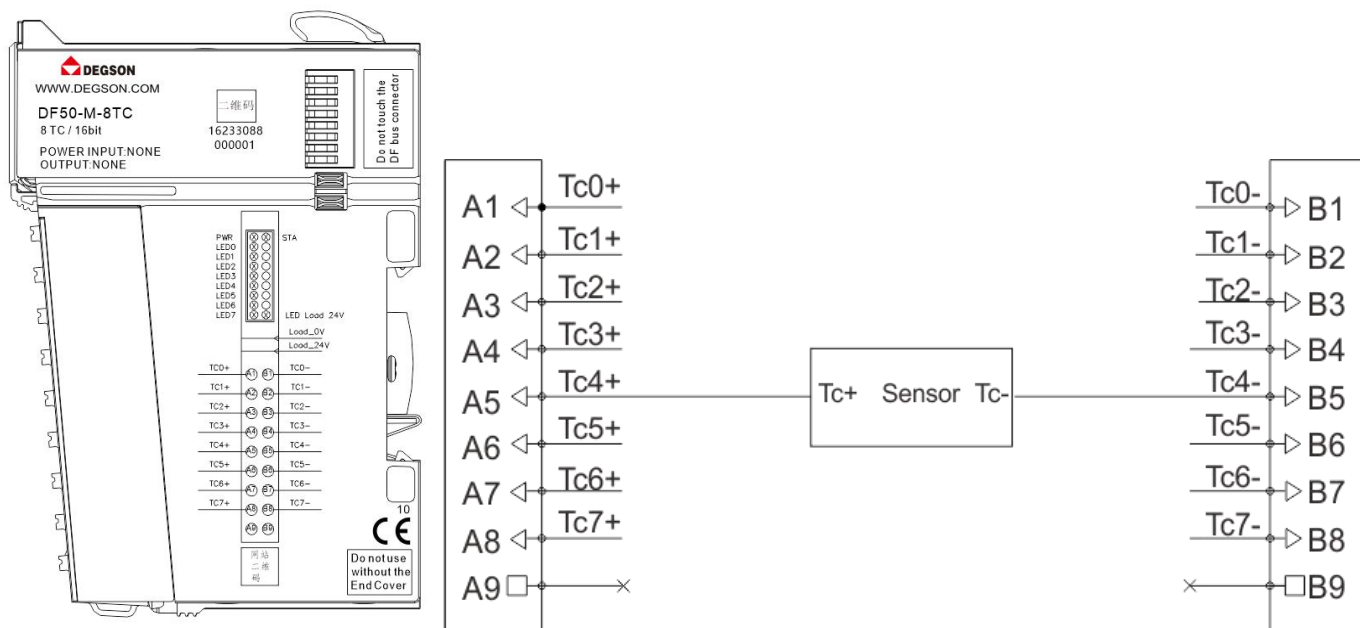 DEGSON
WWW.DEGSON.COM
DF50-M-8TC
8 TC / 16bit
POWER INPUT:NONE
OUTPUT:NONE
二维码
16233088
000001
Do not touch the
DF bus connector
PWR STA
LED0
LED1
LED2
LED3
LED4
LED5
LED6
LED7 LED Load 24V
Load_0V
Load_24V
TC0+ A1 B1 TC0-
TC1+ A2 B2 TC1-
TC2+ A3 B3 TC2-
TC3+ A4 B4 TC3-
TC4+ A5 B5 TC4-
TC5+ A6 B6 TC5-
TC6+ A7 B7 TC6-
TC7+ A8 B8 TC7-
A9 B9
网站
二维
码
10
CE
Do not use
without the
End Cover
A1 Tc0+
A2 Tc1+
A3 Tc2+
A4 Tc3+
A5 Tc4+
A6 Tc5+
A7 Tc6+
A8 Tc7+
A9
Tc+ Sensor Tc-
Tc0- B1
Tc1- B2
Tc2- B3
Tc3- B4
Tc4- B5
Tc5- B6
Tc6- B7
Tc7- B8
B9